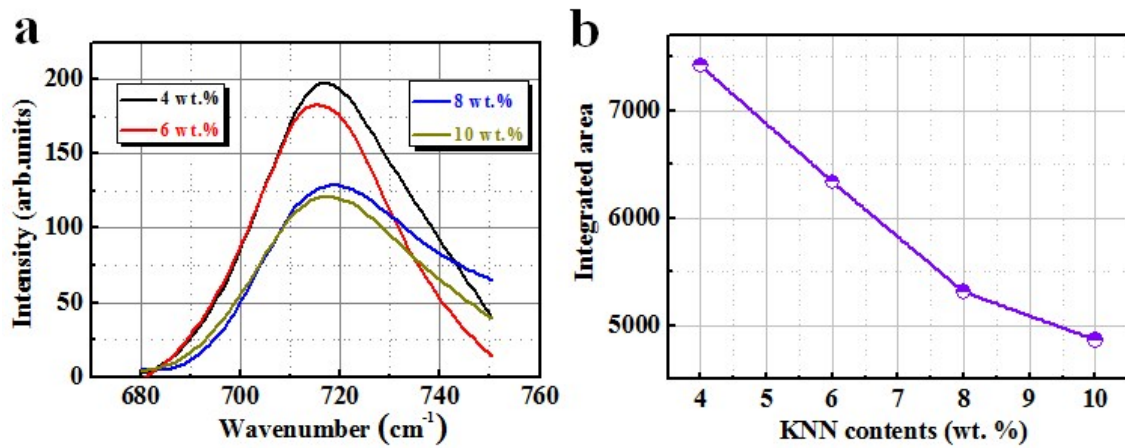 a
Intensity (arb.units)
200
150
100
50
0
4 wt.%
6 wt.%
8 wt.%
10 wt.%
680
700
720
740
760
Wavenumber (cm⁻¹)
b
Integrated area
7000
6000
5000
4
5
6
7
8
9
10
KNN contents (wt. %)